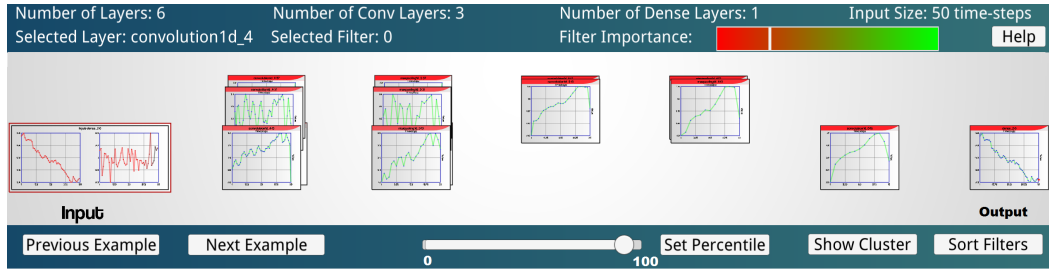 Number of Layers: 6 Number of Conv Layers: 3 Number of Dense Layers: 1 Input Size: 50 time-steps
Selected Layer: convolution1d_4 Selected Filter: 0 Filter Importance: Help
Input
Output
Previous Example Next Example 0 100 Set Percentile Show Cluster Sort Filters